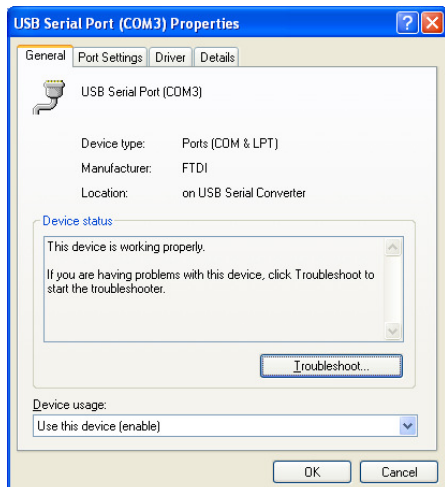 USB Serial Port (COM3) Properties
General Port Settings Driver Details
USB Serial Port (COM3)
Device type: Ports (COM & LPT)
Manufacturer: FTDI
Location: on USB Serial Converter
Device status
This device is working properly.
If you are having problems with this device, click Troubleshoot to
start the troubleshooter.
Troubleshoot...
Device usage:
Use this device (enable)
OK Cancel